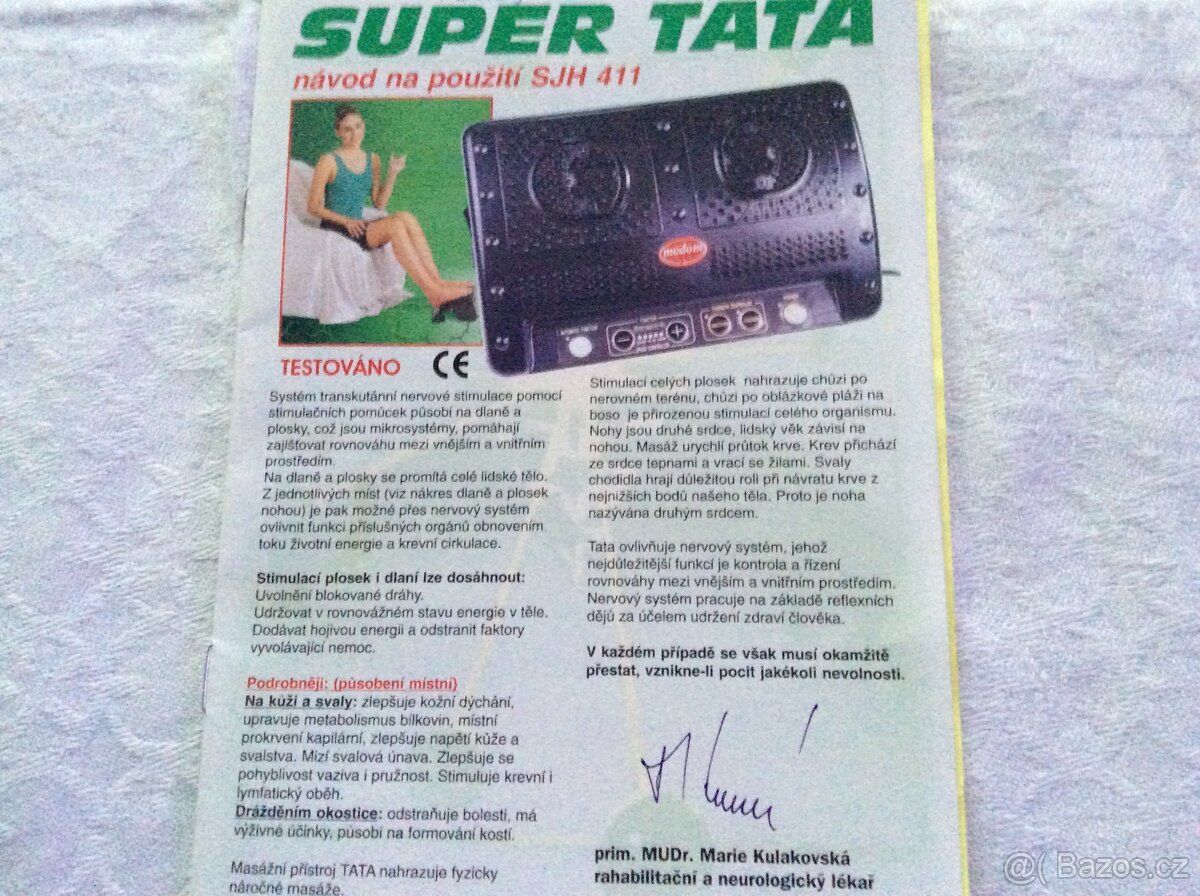 SUPER TATA
návod na použití SJH 411
modom
TESTOVÁNO CE
Systém transkutánní nervové stimulace pomocí
stimulačních pomůcek působí na dlaně a
plosky, což jsou mikrosystémy, pomáhají
zajišťovat rovnováhu mezi vnějším a vnitřním
prostředím.
Na dlaně a plosky se promítá celé lidské tělo.
Z jednotlivých míst (viz nákres dlaně a plosek
nohou) je pak možné přes nervový systém
ovlivnit funkci příslušných orgánů obnovením
toku životní energie a krevní cirkulace.
Stimulací plosek i dlaní lze dosáhnout:
Uvolnění blokované dráhy.
Udržovat v rovnovážném stavu energie v těle.
Dodávat hojivou energii a odstranit faktory
vyvolávající nemoc.
Podrobněji: (působení místní)
Na kůži a svaly: zlepšuje kožní dýchání,
upravuje metabolismus bílkovin, místní
prokrvení kapilární, zlepšuje napětí kůže a
svalstva. Mizí svalová únava. Zlepšuje se
pohyblivost vaziva i pružnost. Stimuluje krevní i
lymfatický oběh.
Drážděním okostice: odstraňuje bolesti, má
výživné účinky, působí na formování kostí.
Masážní přístroj TATA nahrazuje fyzicky
náročné masáže.
Stimulací celých plosek nahrazuje chůzi po
nerovném terénu, chůzi po oblázkové pláži na
boso je přirozenou stimulací celého organismu.
Nohy jsou druhé srdce, lidský věk závisí na
nohou. Masáž urychlí průtok krve. Krev přichází
ze srdce tepnami a vrací se žilami. Svaly
chodidla hrají důležitou roli při návratu krve z
nejnižších bodů našeho těla. Proto je noha
nazývána druhým srdcem.
Tata ovlivňuje nervový systém, jehož
nejdůležitější funkcí je kontrola a řízení
rovnováhy mezi vnějším a vnitřním prostředím.
Nervový systém pracuje na základě reflexních
dějů za účelem udržení zdraví člověka.
V každém případě se však musí okamžitě
přestat, vznikne-li pocit jakékoli nevolnosti.
prim. MUDr. Marie Kulakovská
rahabilitační a neurologický lékař
@( Bazos.cz